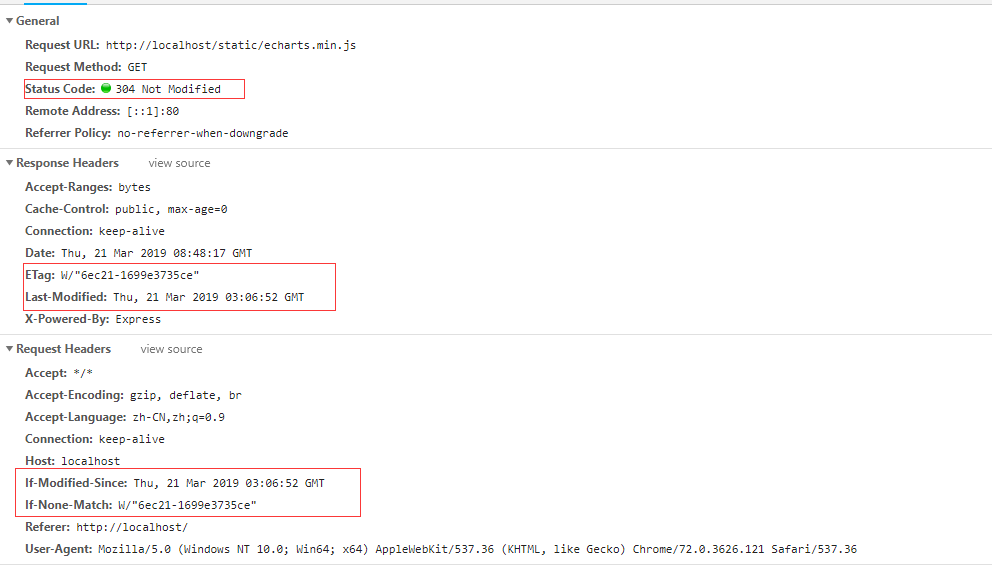 General
Request URL: http://localhost/static/echarts.min.js
Request Method: GET
Status Code: 304 Not Modified
Remote Address: [::1]:80
Referrer Policy: no-referrer-when-downgrade
Response Headers view source
Accept-Ranges: bytes
Cache-Control: public, max-age=0
Connection: keep-alive
Date: Thu, 21 Mar 2019 08:48:17 GMT
ETag: W/"6ec21-1699e3735ce"
Last-Modified: Thu, 21 Mar 2019 03:06:52 GMT
X-Powered-By: Express
Request Headers view source
Accept: */*
Accept-Encoding: gzip, deflate, br
Accept-Language: zh-CN,zh;q=0.9
Connection: keep-alive
Host: localhost
If-Modified-Since: Thu, 21 Mar 2019 03:06:52 GMT
If-None-Match: W/"6ec21-1699e3735ce"
Referer: http://localhost/
User-Agent: Mozilla/5.0 (Windows NT 10.0; Win64; x64) AppleWebKit/537.36 (KHTML, like Gecko) Chrome/72.0.3626.121 Safari/537.36